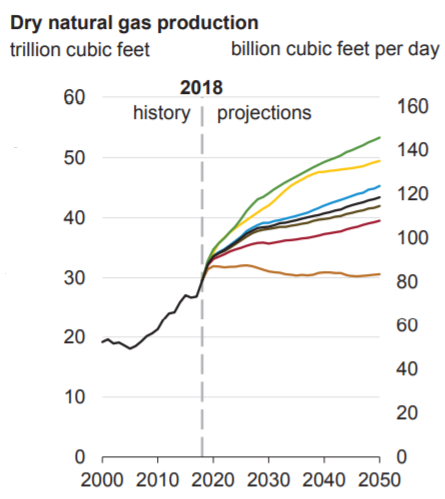 Dry natural gas production
trillion cubic feet billion cubic feet per day
2018
history projections
60 160
50 140
40 120
30 100
20 80
10 60
0 40
20
0
2000 2010 2020 2030 2040 2050